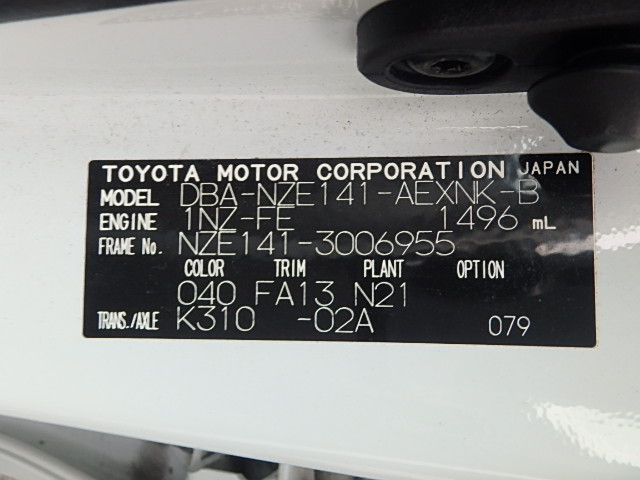 TOYOTA MOTOR CORPORATION JAPAN
MODEL DBA-NZE141-AEXNK-B
ENGINE 1NZ-FE 1496 mL
FRAME No. NZE141-3006955
COLOR TRIM PLANT OPTION
040 FA13 N21
TRANS./AXLE K310 -02A 079